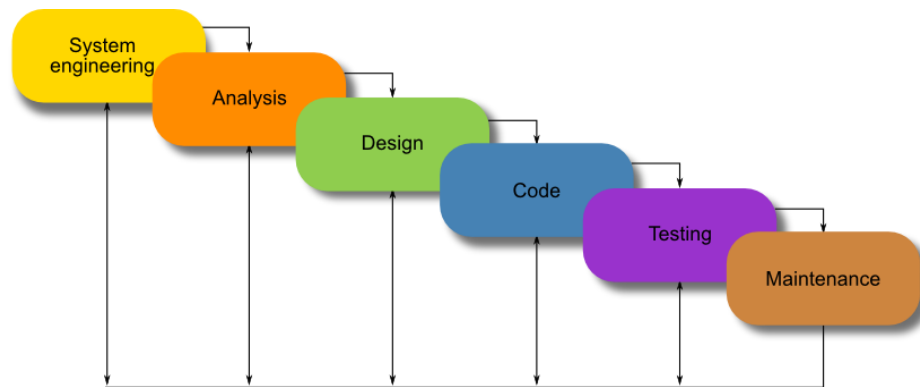 System
engineering
Analysis
Design
Code
Testing
Maintenance